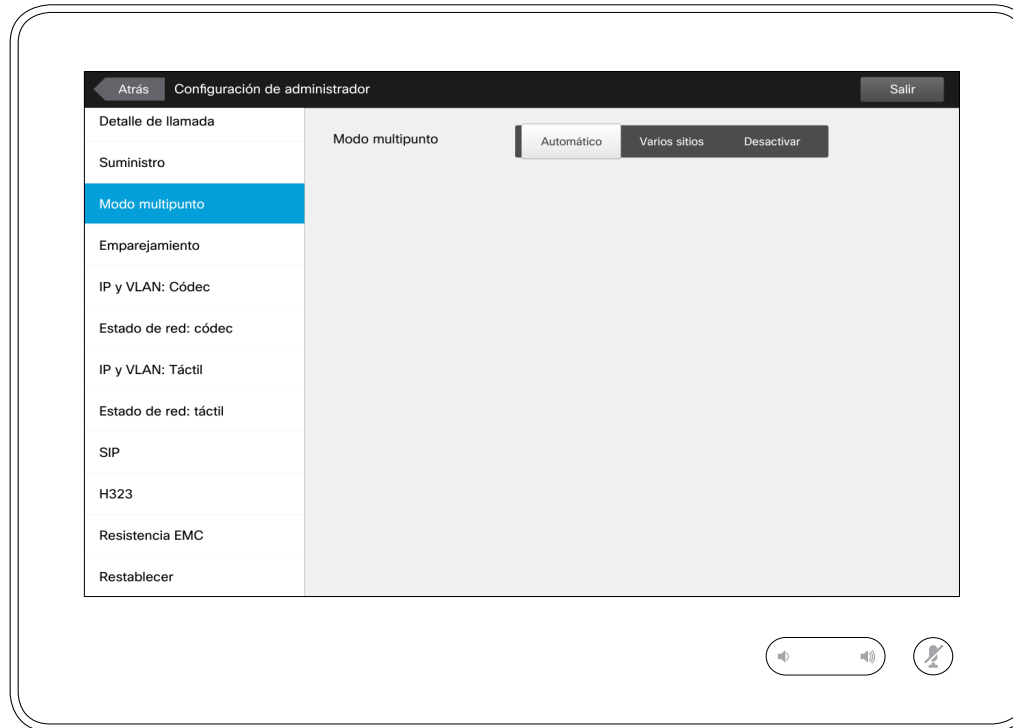 Atrás Configuración de administrador Salir
Detalle de llamada
Modo multipunto Automático Varios sitios Desactivar
Suministro
Modo multipunto
Emparejamiento
IP y VLAN: Códec
Estado de red: códec
IP y VLAN: Táctil
Estado de red: táctil
SIP
H323
Resistencia EMC
Restablecer